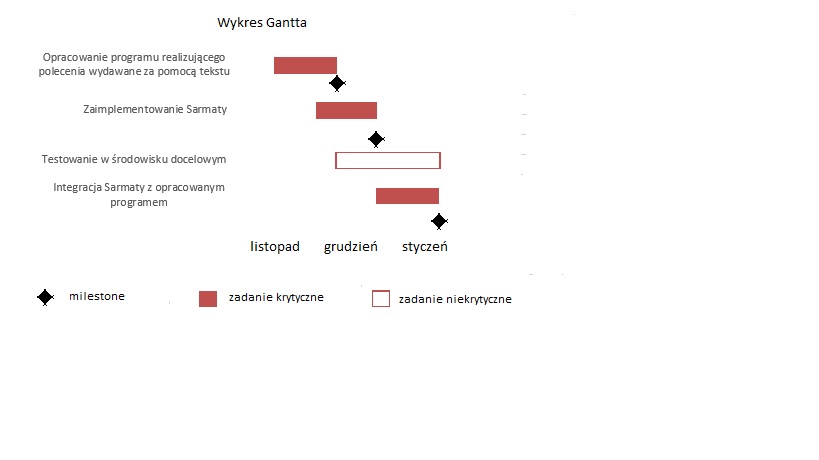 Wykres Gantta
Opracowanie programu realizującego
polecenia wydawane za pomocą tekstu
Zaimplementowanie Sarmaty
Testowanie w środowisku docelowym
Integracja Sarmaty z opracowanym
programem
listopad grudzień styczeń
milestone zadanie krytyczne zadanie niekrytyczne